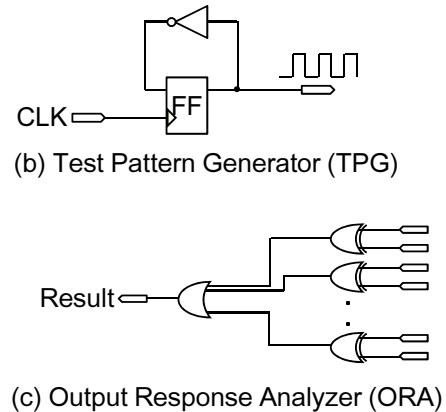 FF
CLK
(b) Test Pattern Generator (TPG)
Result
(c) Output Response Analyzer (ORA)